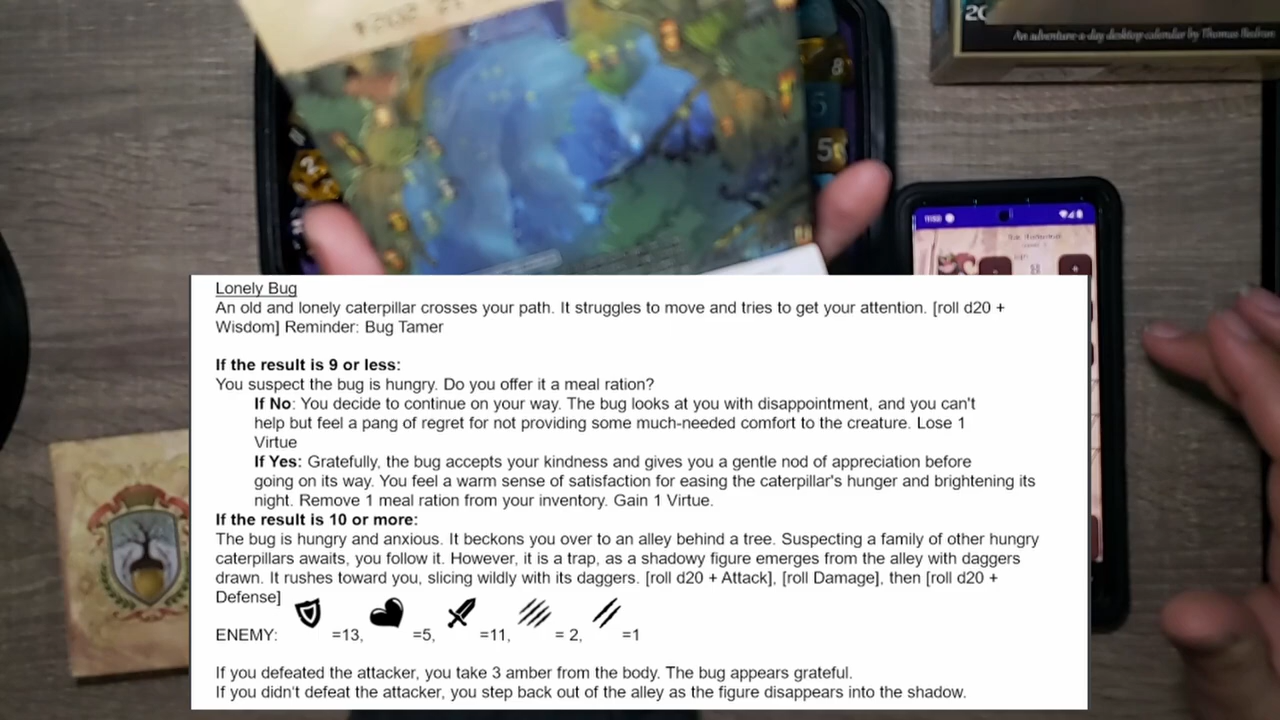 20
An adventure-a-day desktop calendar by Thomas
8
5
5
2
Lonely Bug
An old and lonely caterpillar crosses your path. It struggles to move and tries to get your attention. [roll d20 +
Wisdom] Reminder: Bug Tamer
If the result is 9 or less:
You suspect the bug is hungry. Do you offer it a meal ration?
If No: You decide to continue on your way. The bug looks at you with disappointment, and you can't
help but feel a pang of regret for not providing some much-needed comfort to the creature. Lose 1
Virtue
If Yes: Gratefully, the bug accepts your kindness and gives you a gentle nod of appreciation before
going on its way. You feel a warm sense of satisfaction for easing the caterpillar's hunger and brightening its
night. Remove 1 meal ration from your inventory. Gain 1 Virtue.
If the result is 10 or more:
The bug is hungry and anxious. It beckons you over to an alley behind a tree. Suspecting a family of other hungry
caterpillars awaits, you follow it. However, it is a trap, as a shadowy figure emerges from the alley with daggers
drawn. It rushes toward you, slicing wildly with its daggers. [roll d20 + Attack], [roll Damage], then [roll d20 +
Defense]
ENEMY: =13, =5, =11, = 2, =1
If you defeated the attacker, you take 3 amber from the body. The bug appears grateful.
If you didn't defeat the attacker, you step back out of the alley as the figure disappears into the shadow.